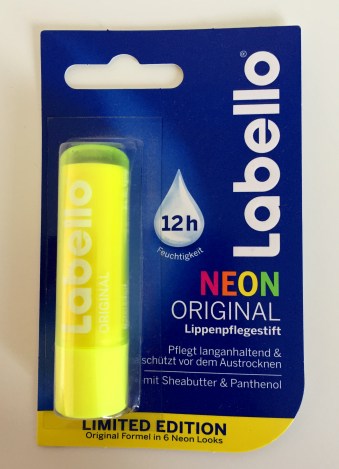 Labello®
12h
Feuchtigkeit
NEON
ORIGINAL
Lippenpflegestift
Pflegt langanhaltend &
schützt vor dem Austrocknen
mit Sheabutter & Panthenol
LIMITED EDITION
Original Formel in 6 Neon Looks
Labello
ORIGINAL